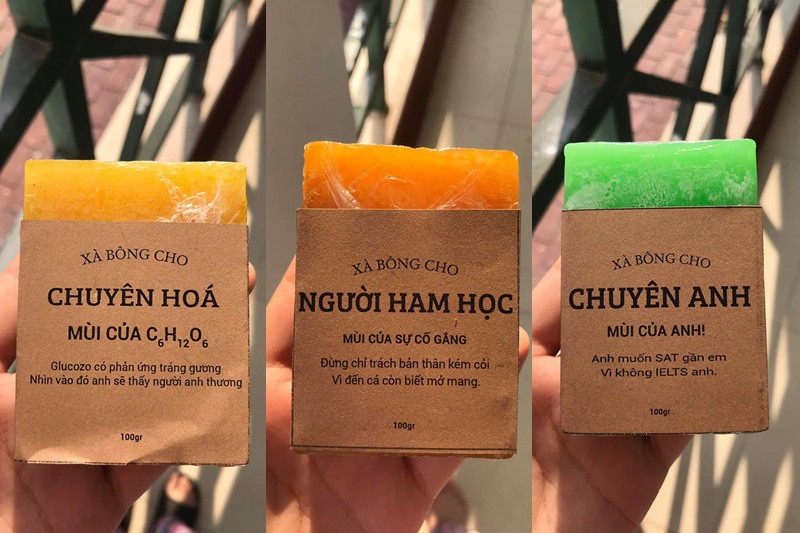 XÀ BÔNG CHO
CHUYÊN HOÁ
MÙI CỦA C₆H₁₂O₆
Glucozo có phản ứng tráng gương
Nhìn vào đó anh sẽ thấy người anh thương
100gr
XÀ BÔNG CHO
NGƯỜI HAM HỌC
MÙI CỦA SỰ CỐ GẮNG
Đừng chỉ trách bản thân kém cỏi
Vì đến cá còn biết mở mang.
100gr
XÀ BÔNG CHO
CHUYÊN ANH
MÙI CỦA ANH!
Anh muốn SAT gần em
Vì không IELTS anh.
100gr